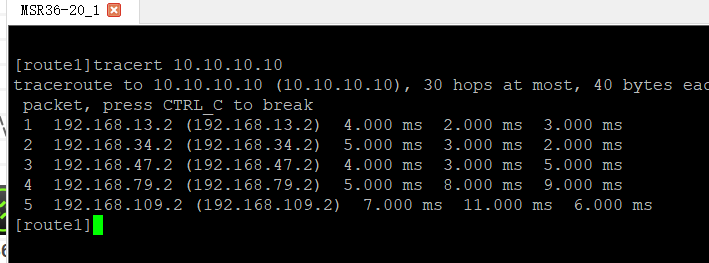 MSR36-20_1
[route1]tracert 10.10.10.10
traceroute to 10.10.10.10 (10.10.10.10), 30 hops at most, 40 bytes eac
packet, press CTRL_C to break
1 192.168.13.2 (192.168.13.2) 4.000 ms 2.000 ms 3.000 ms
2 192.168.34.2 (192.168.34.2) 5.000 ms 3.000 ms 2.000 ms
3 192.168.47.2 (192.168.47.2) 4.000 ms 3.000 ms 5.000 ms
4 192.168.79.2 (192.168.79.2) 5.000 ms 8.000 ms 9.000 ms
5 192.168.109.2 (192.168.109.2) 7.000 ms 11.000 ms 6.000 ms
[route1]